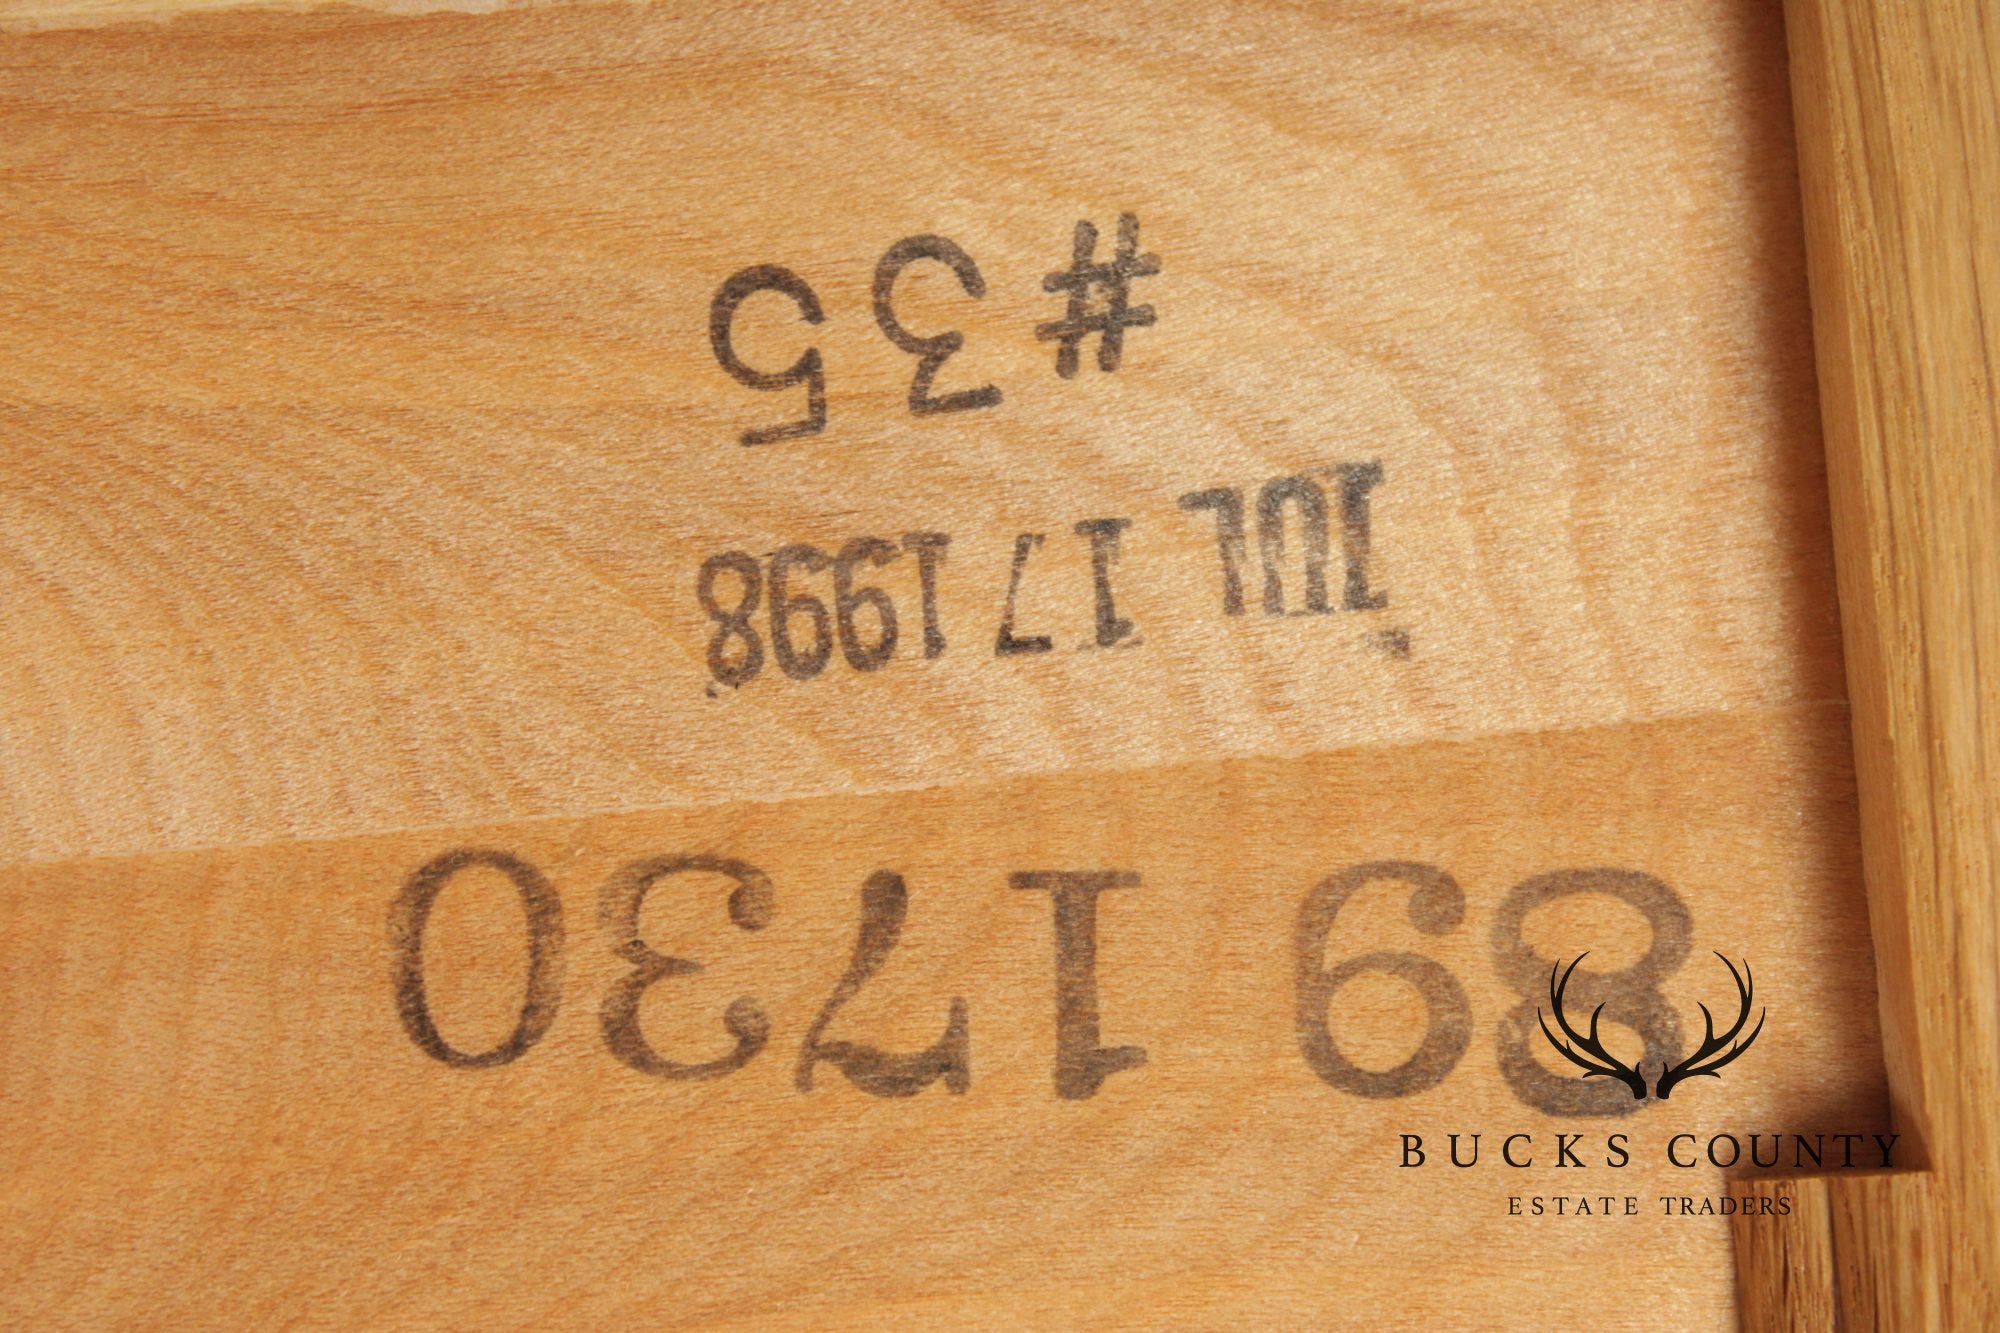 89 1730
JUL 17 1998
#35
BUCKS COUNTY
ESTATE TRADERS